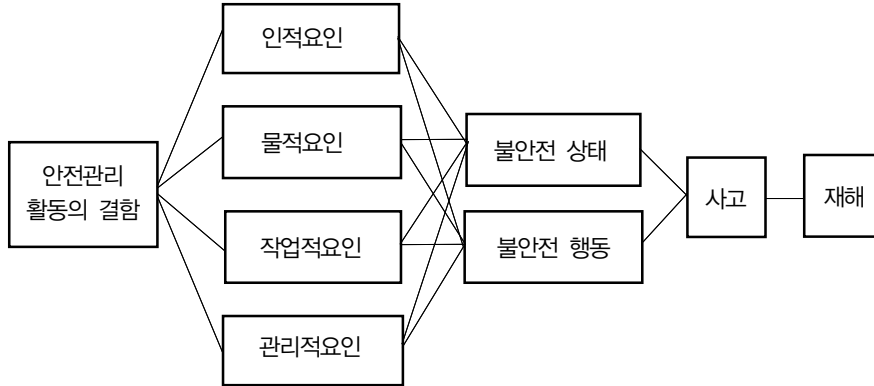 인적요인
물적요인
안전관리
활동의 결함
작업적요인
관리적요인
불안전 상태
불안전 행동
사고
재해